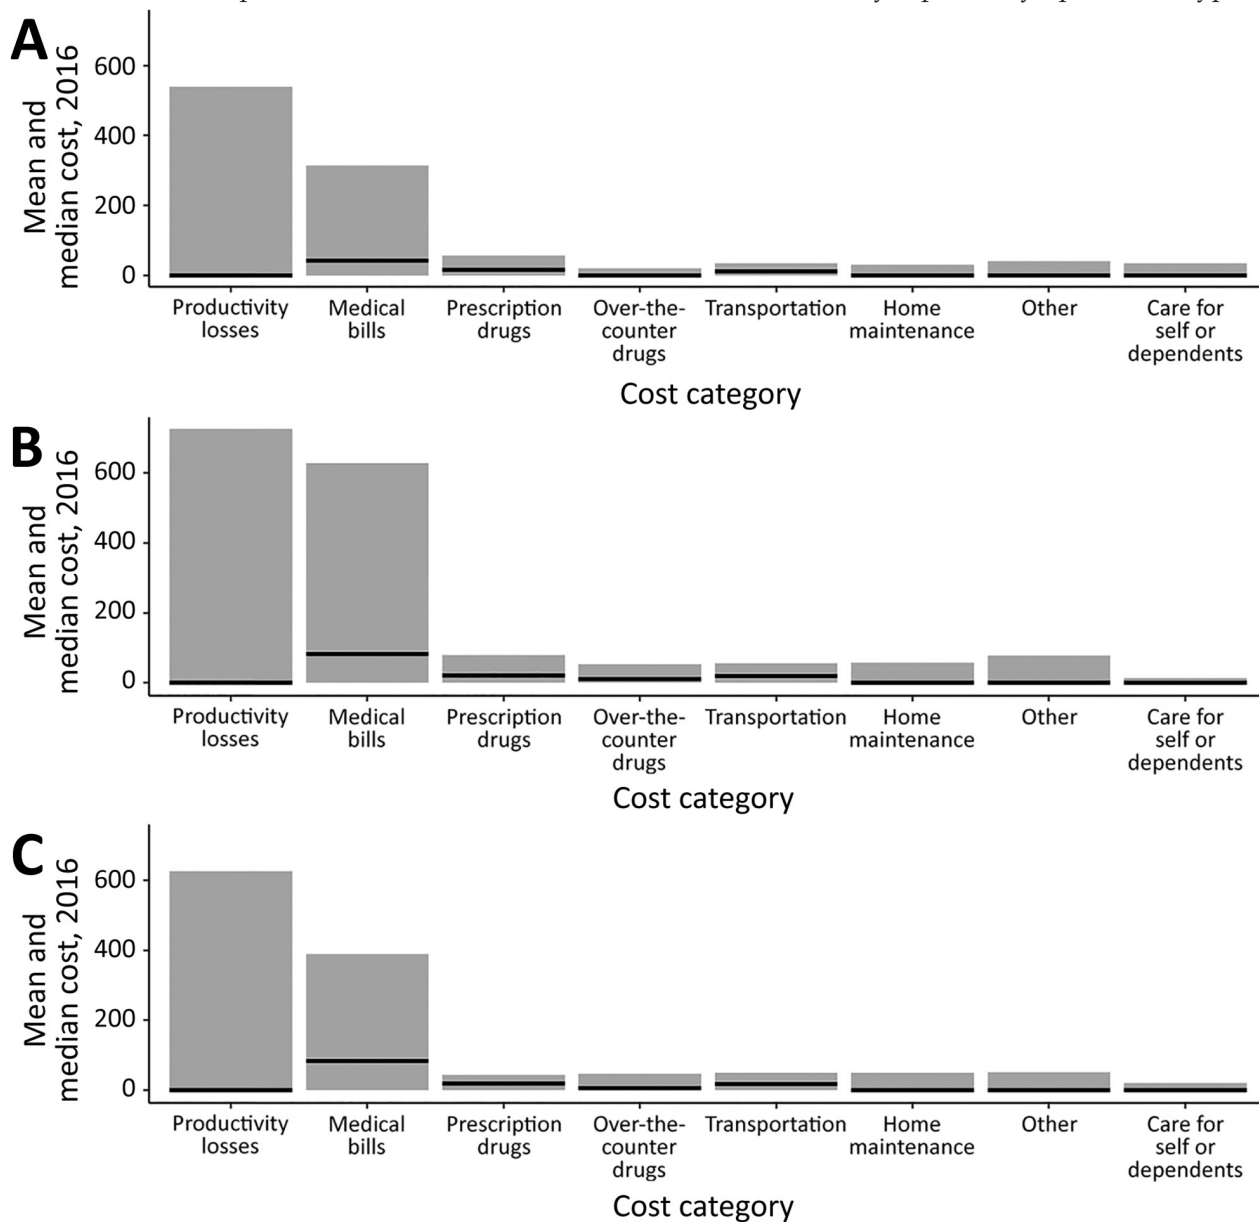 A
Mean and
median cost, 2016
600
400
200
0
Productivity
losses
Medical
bills
Prescription
drugs
Over-the-
counter
drugs
Transportation
Home
maintenance
Other
Care for
self or
dependents
Cost category
B
Mean and
median cost, 2016
600
400
200
0
Productivity
losses
Medical
bills
Prescription
drugs
Over-the-
counter
drugs
Transportation
Home
maintenance
Other
Care for
self or
dependents
Cost category
C
Mean and
median cost, 2016
600
400
200
0
Productivity
losses
Medical
bills
Prescription
drugs
Over-the-
counter
drugs
Transportation
Home
maintenance
Other
Care for
self or
dependents
Cost category